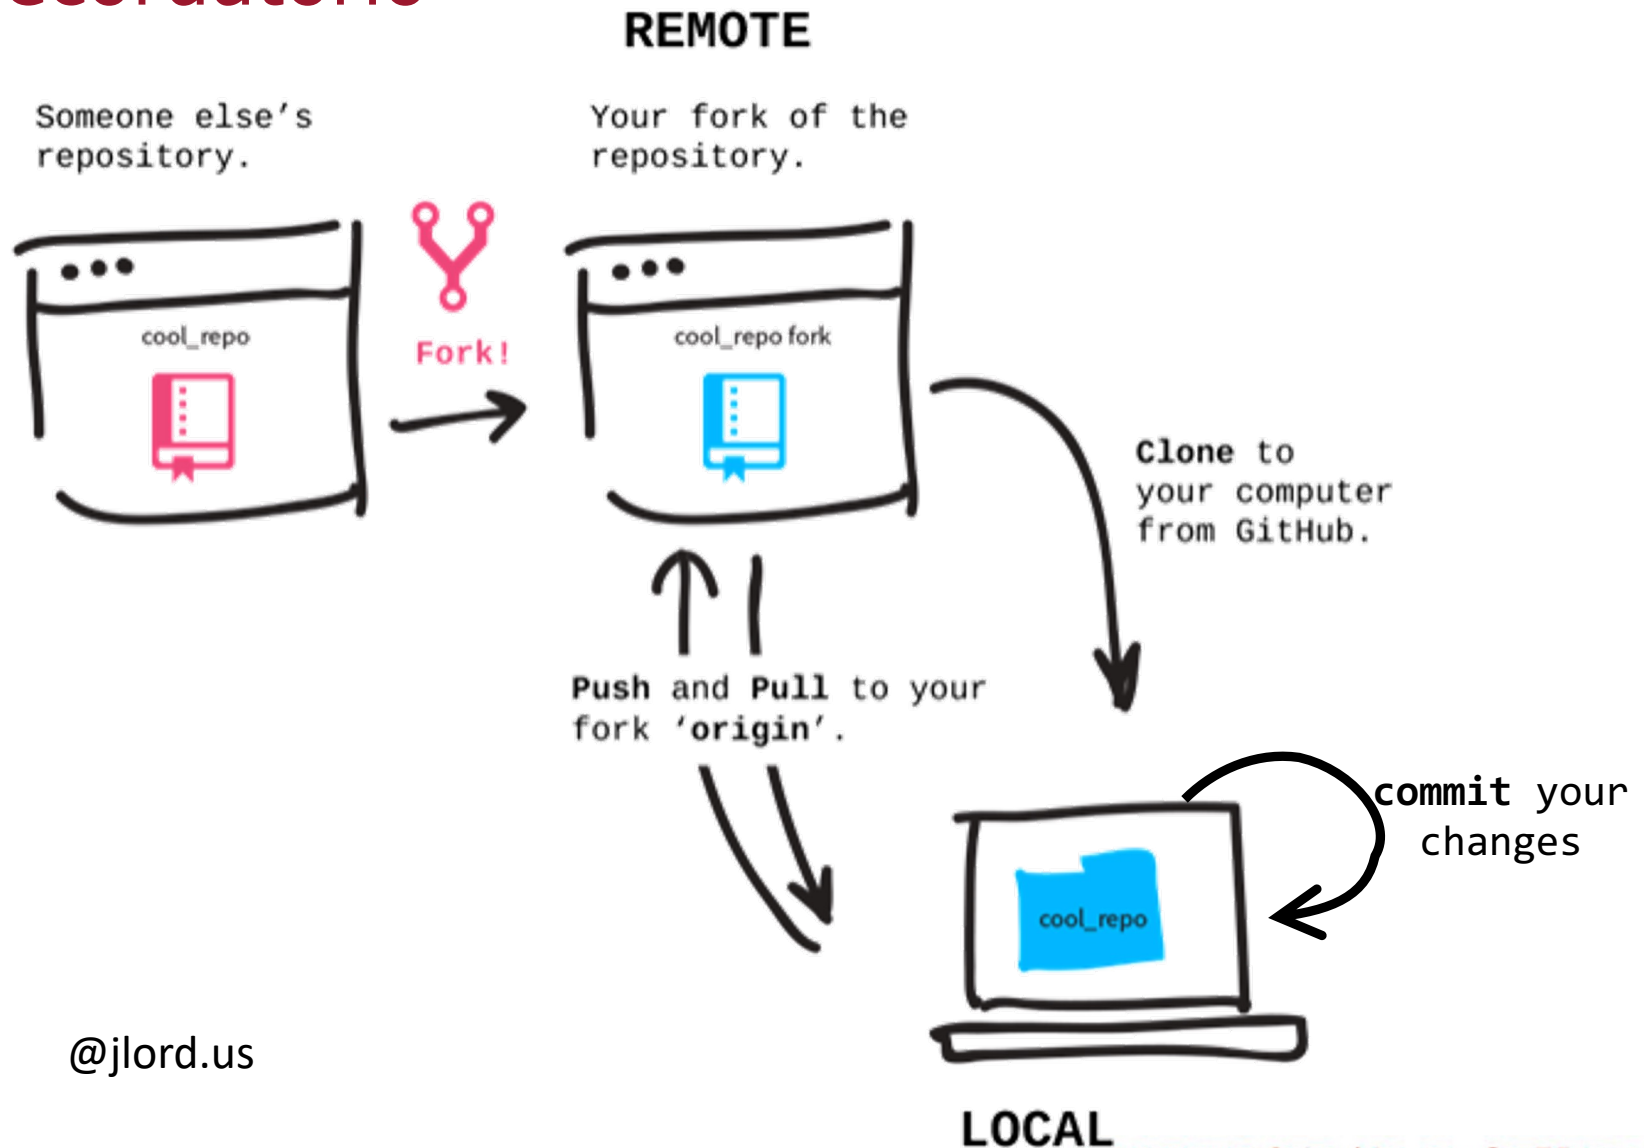 REMOTE
Someone else’s
repository.
Your fork of the
repository.
Fork!
cool_repo
cool_repo fork
Clone to
your computer
from GitHub.
Push and Pull to your
fork ‘origin’.
commit your
changes
cool_repo
@jlord.us
LOCAL